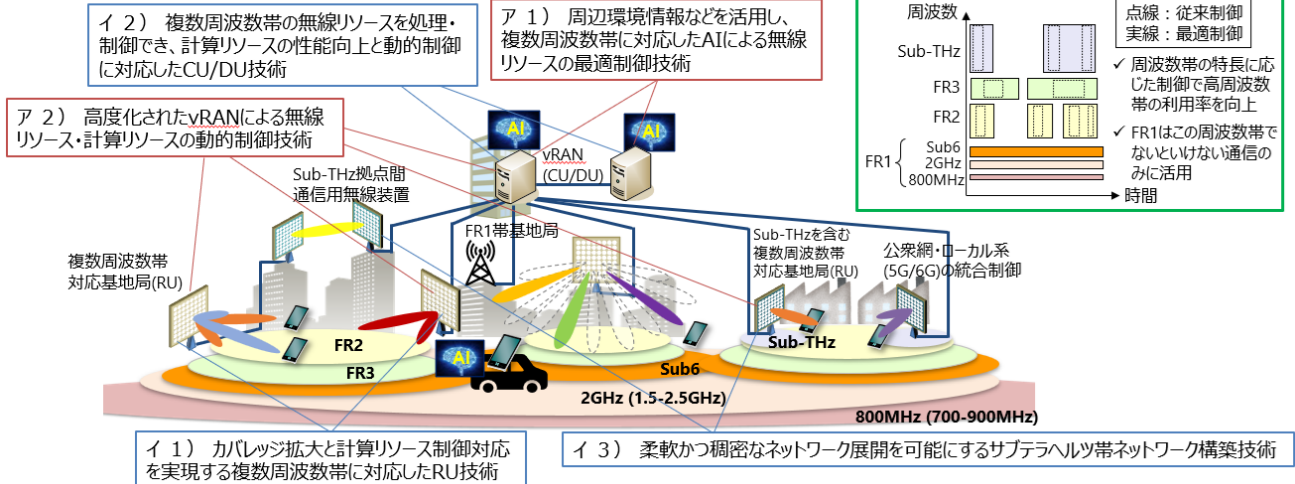 イ 2） 複数周波数帯の無線リソースを処理・
制御でき、計算リソースの性能向上と動的制御
に対応したCU/DU技術
ア 1） 周辺環境情報などを活用し、
複数周波数帯に対応したAIによる無線
リソースの最適制御技術
周波数
Sub-THz
FR3
FR2
FR1
Sub6
2GHz
800MHz
時間
点線：従来制御
実線：最適制御
✓ 周波数帯の特長に応
じた制御で高周波数
帯の利用率を向上
✓ FR1はこの周波数帯で
ないといけない通信の
みに活用
ア 2） 高度化されたvRANによる無線
リソース・計算リソースの動的制御技術
AI
AI
vRAN
(CU/DU)
Sub-THz拠点間
通信用無線装置
FR1帯基地局
複数周波数帯
対応基地局(RU)
Sub-THzを含む
複数周波数帯
対応基地局(RU)
公衆網・ローカル系
(5G/6G)の統合制御
FR2
FR3
AI
Sub-THz
Sub6
2GHz (1.5-2.5GHz)
800MHz (700-900MHz)
イ 1） カバレッジ拡大と計算リソース制御対応
を実現する複数周波数帯に対応したRU技術
イ 3） 柔軟かつ稠密なネットワーク展開を可能にするサブテラヘルツ帯ネットワーク構築技術